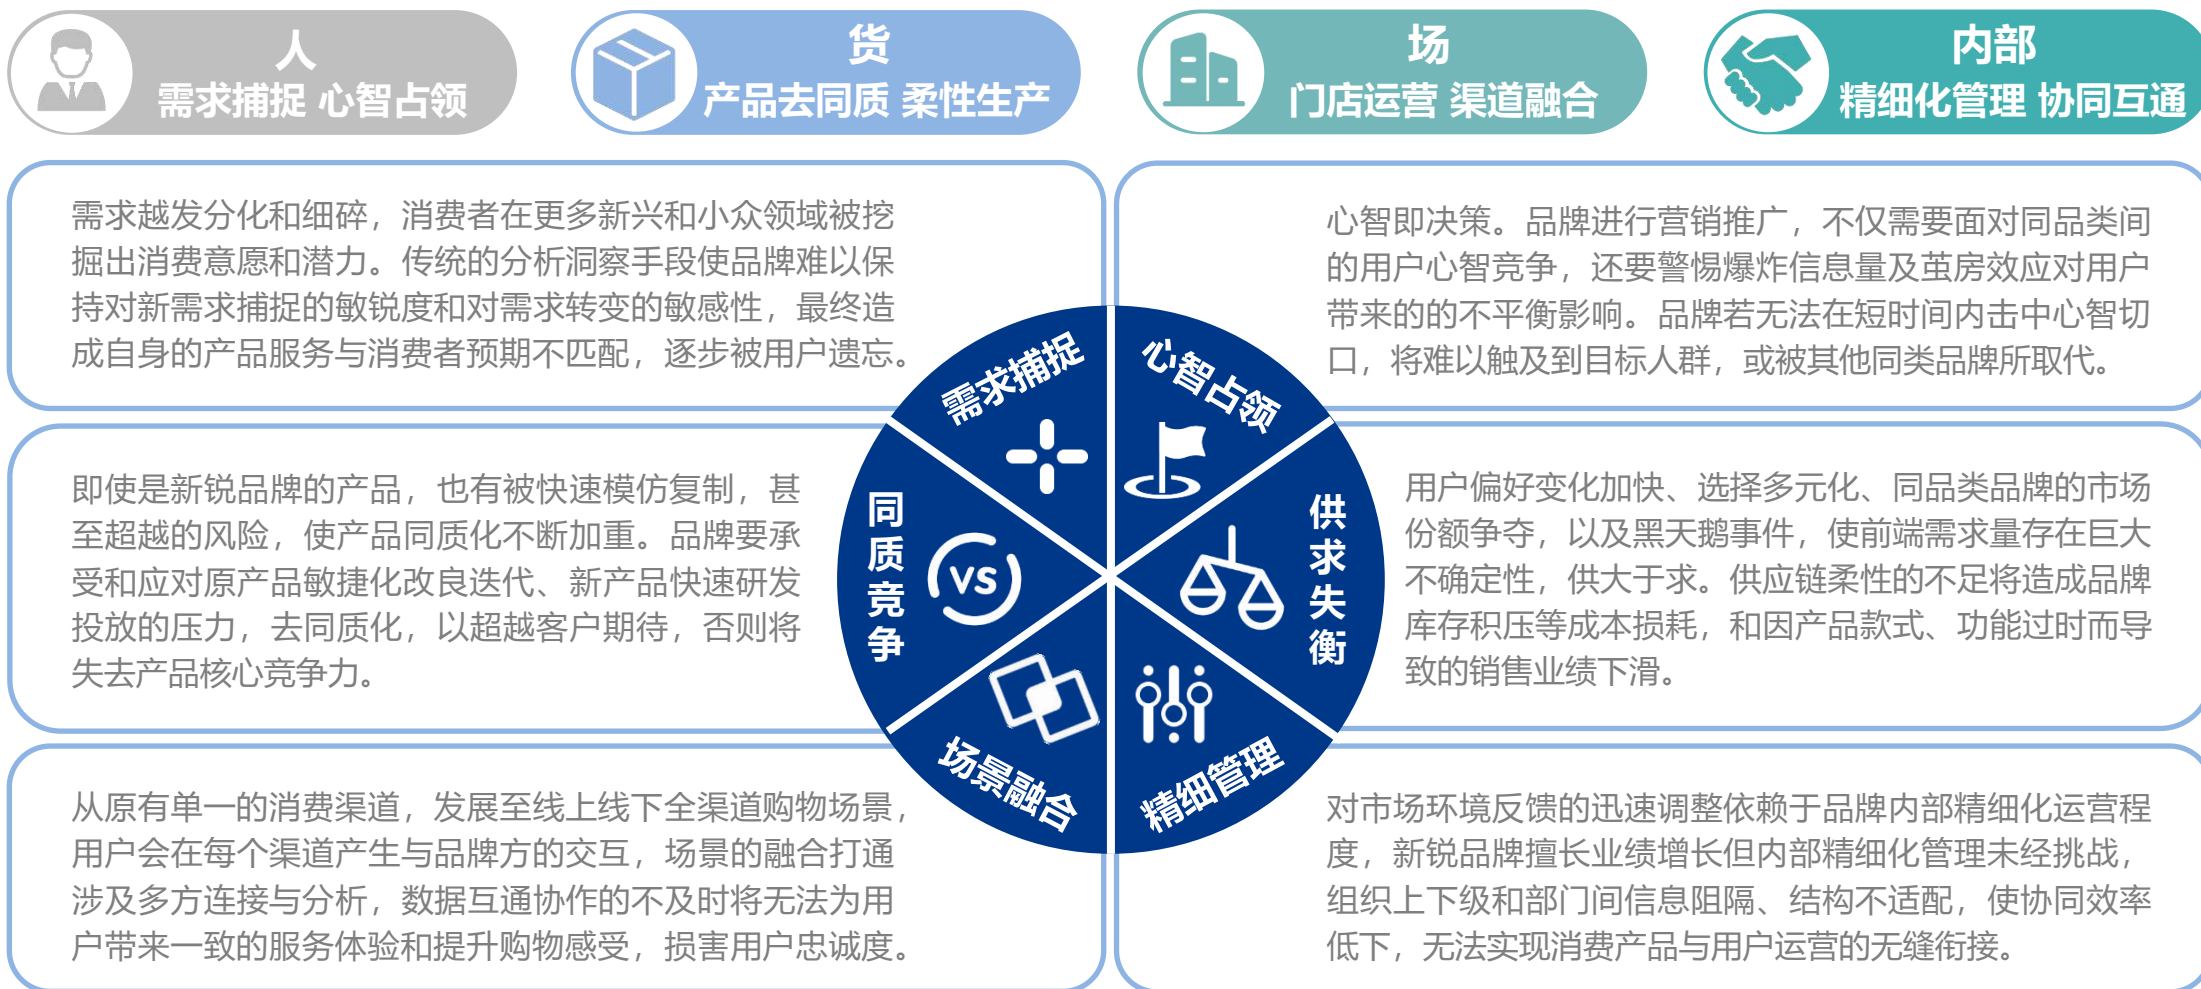 人
需求捕捉 心智占领
货
产品去同质 柔性生产
场
门店运营 渠道融合
内部
精细化管理 协同互通
需求越发分化和细碎，消费者在更多新兴和小众领域被挖
掘出消费意愿和潜力。传统的分析洞察手段使品牌难以保
持对新需求捕捉的敏锐度和对需求转变的敏感性，最终造
成自身的产品服务与消费者预期不匹配，逐步被用户遗忘。
心智即决策。品牌进行营销推广，不仅需要面对同品类间
的用户心智竞争，还要警惕爆炸信息量及茧房效应对用户
带来的的不平衡影响。品牌若无法在短时间内击中心智切
口，将难以触及到目标人群，或被其他同类品牌所取代。
需求捕捉
心智占领
即使是新锐品牌的产品，也有被快速模仿复制，甚
至超越的风险，使产品同质化不断加重。品牌要承
受和应对原产品敏捷化改良迭代、新产品快速研发
投放的压力，去同质化，以超越客户期待，否则将
失去产品核心竞争力。
同质竞争
VS
供求失衡
用户偏好变化加快、选择多元化、同品类品牌的市场
份额争夺，以及黑天鹅事件，使前端需求量存在巨大
不确定性，供大于求。供应链柔性的不足将造成品牌
库存积压等成本损耗，和因产品款式、功能过时而导
致的销售业绩下滑。
场景融合
精细管理
从原有单一的消费渠道，发展至线上线下全渠道购物场景，
用户会在每个渠道产生与品牌方的交互，场景的融合打通
涉及多方连接与分析，数据互通协作的不及时将无法为用
户带来一致的服务体验和提升购物感受，损害用户忠诚度。
对市场环境反馈的迅速调整依赖于品牌内部精细化运营程
度，新锐品牌擅长业绩增长但内部精细化管理未经挑战，
组织上下级和部门间信息阻隔、结构不适配，使协同效率
低下，无法实现消费产品与用户运营的无缝衔接。